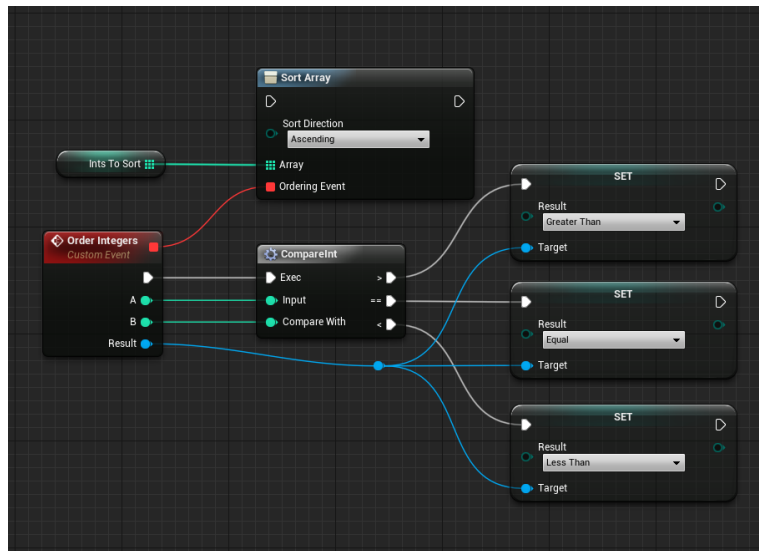 Sort Array
Sort Direction
Ascending
Ints To Sort
Array
Ordering Event
Order Integers
Custom Event
A
B
Result
CompareInt
Exec
>
Input
==
Compare With
<
SET
Result
Greater Than
Target
SET
Result
Equal
Target
SET
Result
Less Than
Target